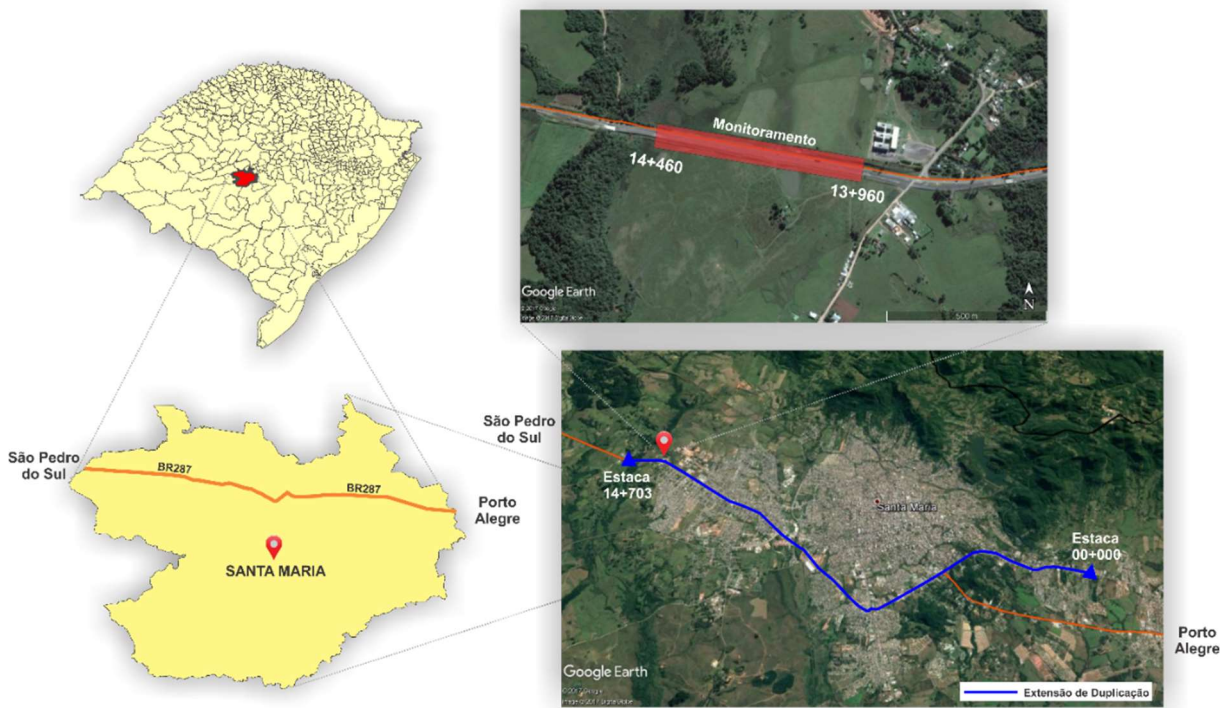 Monitoramento
14+460
13+960
Google Earth
N
500 m
São Pedro
do Sul
BR287
BR287
Porto
Alegre
SANTA MARIA
São Pedro
do Sul
Estaca
14+703
Santa Maria
Estaca
00+000
Porto
Alegre
Google Earth
Extensão de Duplicação